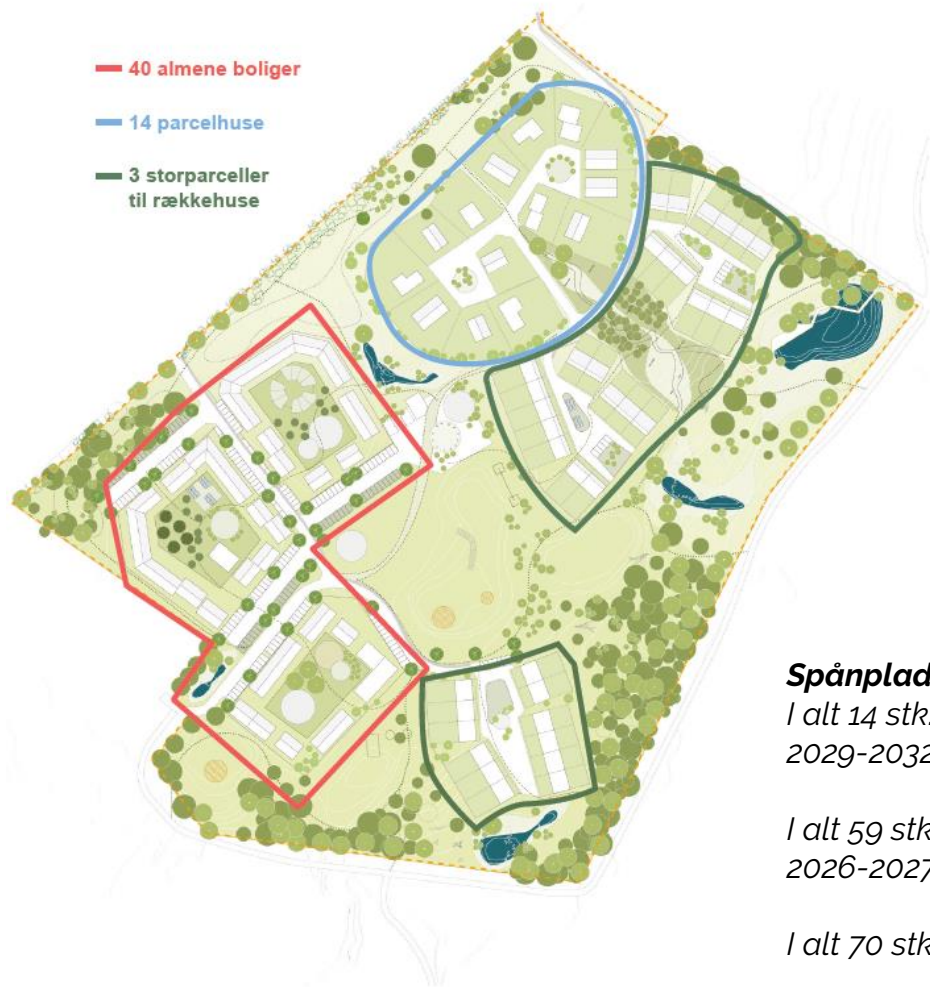 40 almene boliger
14 parcelhuse
3 storparceller
til rækkehuse
Spånplad
I alt 14 stk.
2029-2032
I alt 59 stk
2026-2027
I alt 70 stk